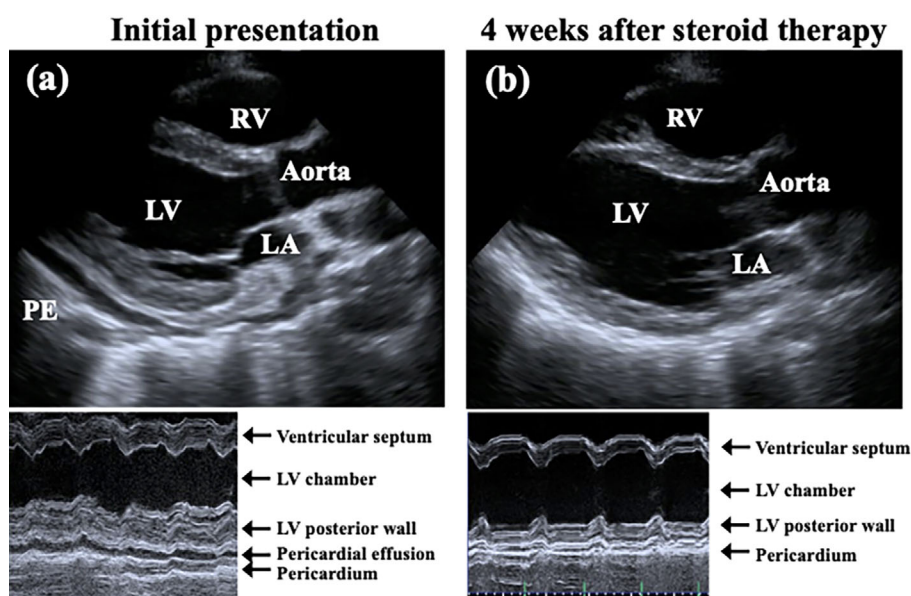 Initial presentation
4 weeks after steroid therapy
(a)
RV
Aorta
LV
LA
PE
(b)
RV
Aorta
LV
LA
Ventricular septum
LV chamber
LV posterior wall
Pericardial effusion
Pericardium
Ventricular septum
LV chamber
LV posterior wall
Pericardium